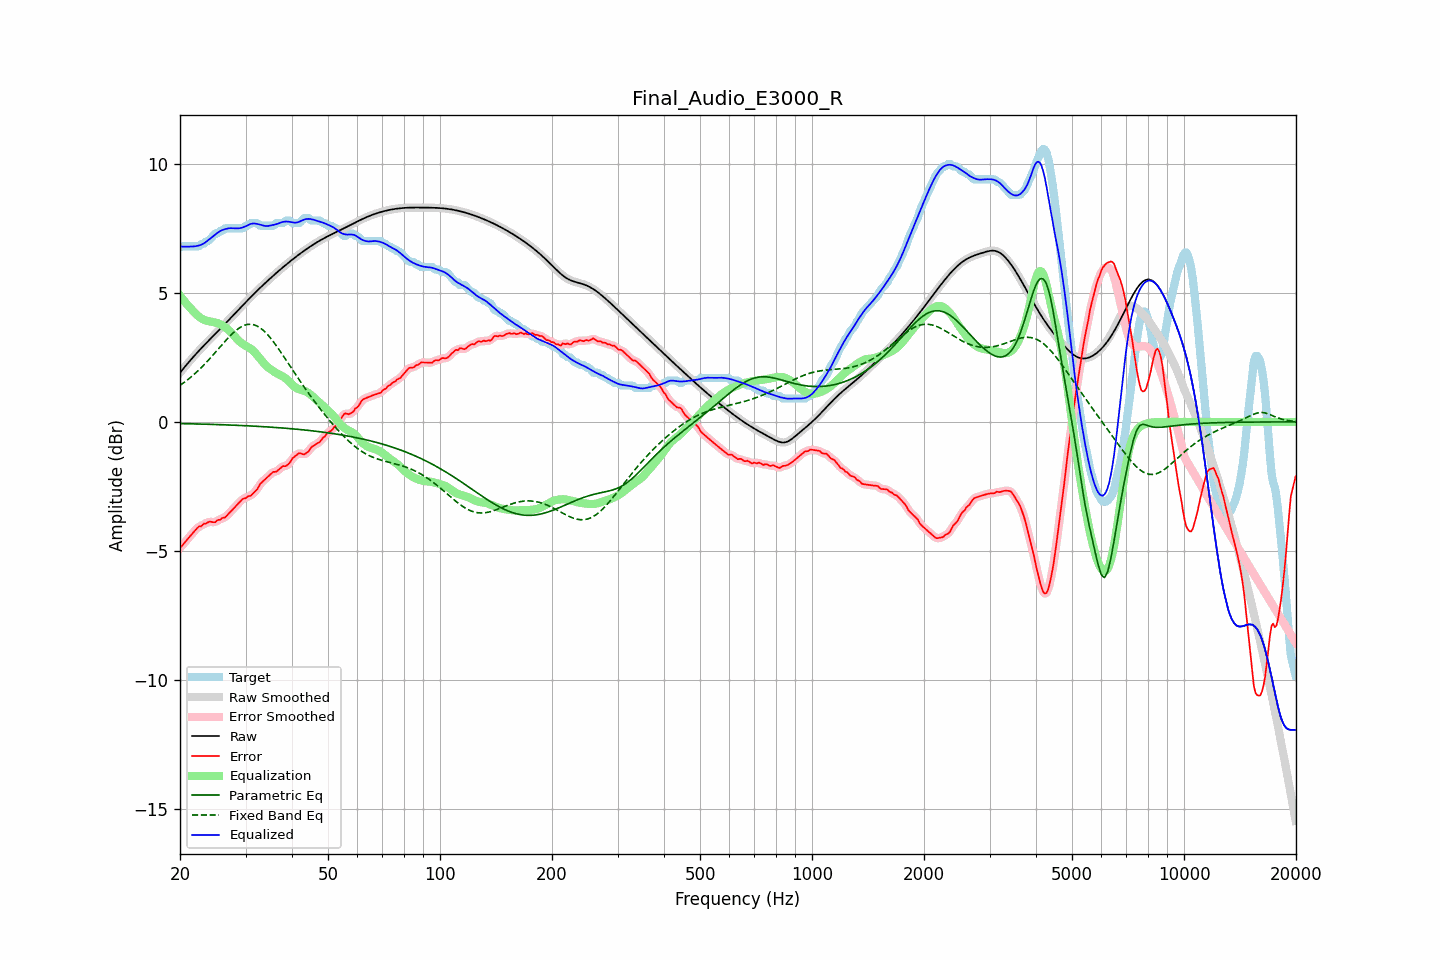 Final_Audio_E3000_R
Amplitude (dBr)
10
5
0
−5
−10
−15
Target
Raw Smoothed
Error Smoothed
Raw
Error
Equalization
Parametric Eq
Fixed Band Eq
Equalized
20 50 100 200 500 1000 2000 5000 10000 20000
Frequency (Hz)